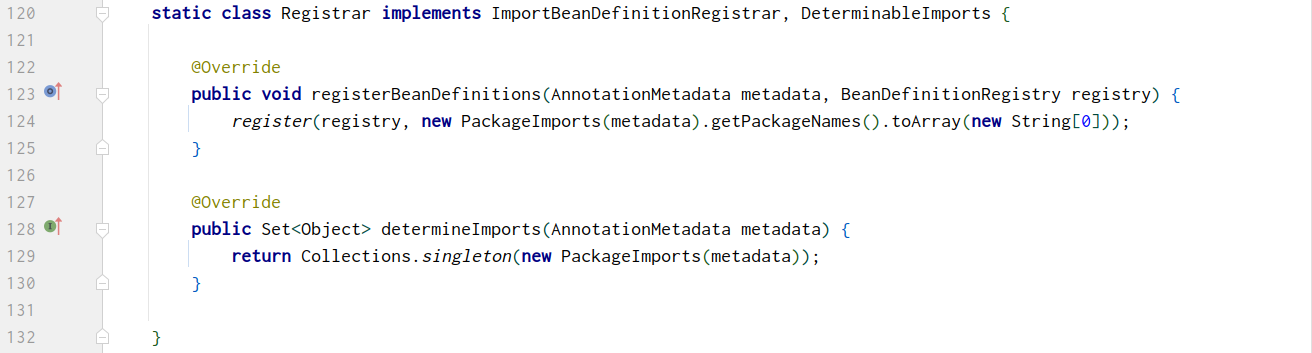 120 static class Registrar implements ImportBeanDefinitionRegistrar, DeterminableImports {
121
122 @Override
123 public void registerBeanDefinitions(AnnotationMetadata metadata, BeanDefinitionRegistry registry) {
124 register(registry, new PackageImports(metadata).getPackageNames().toArray(new String[0]));
125 }
126
127 @Override
128 public Set<Object> determineImports(AnnotationMetadata metadata) {
129 return Collections.singleton(new PackageImports(metadata));
130 }
131
132 }